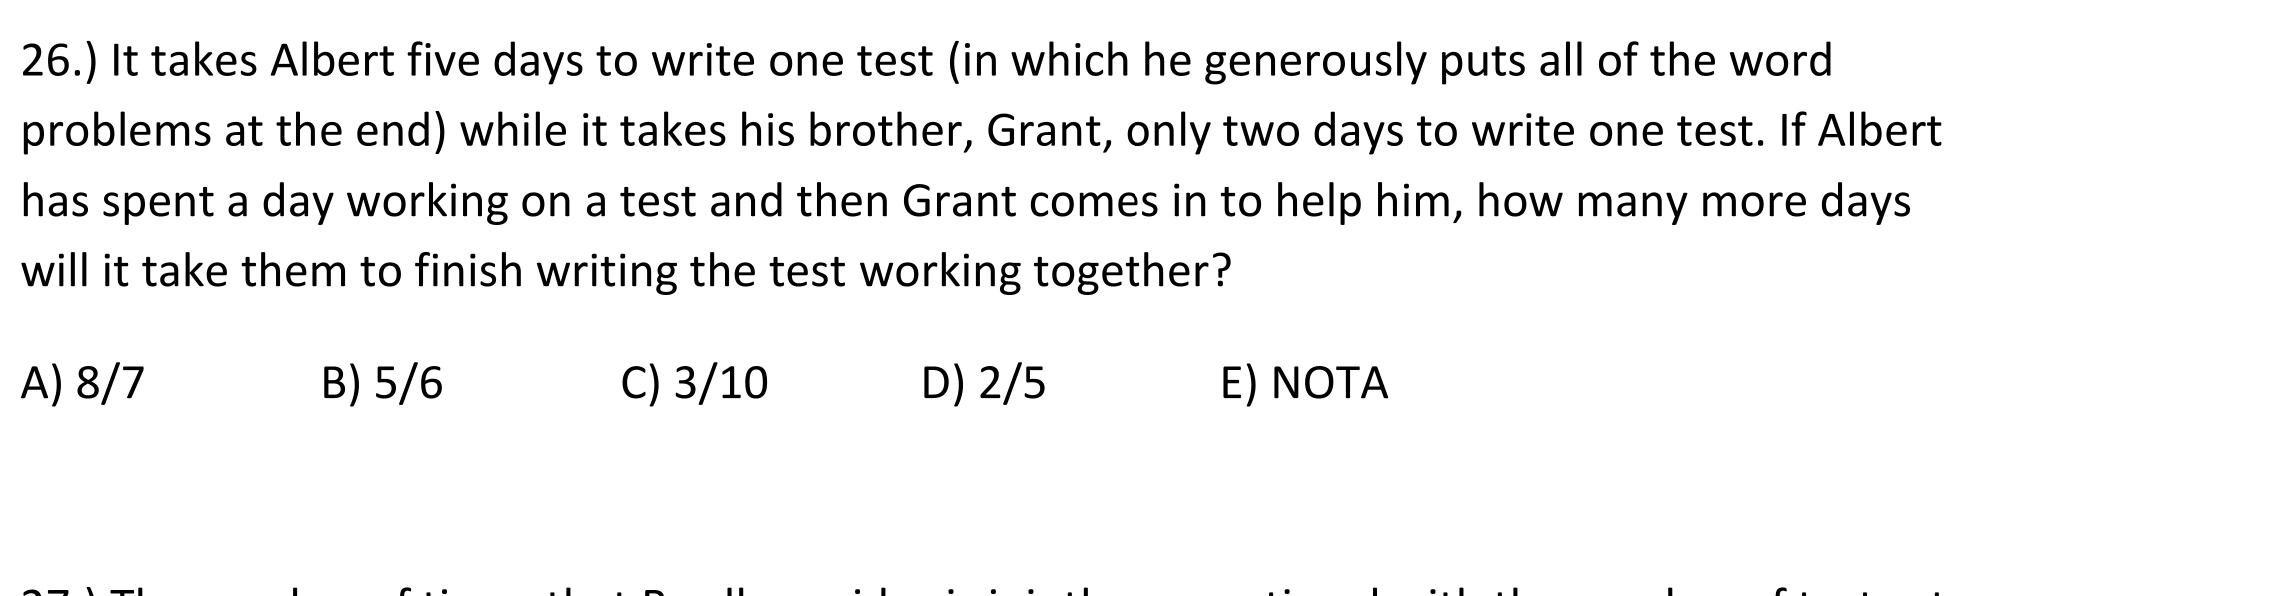 26.) It takes Albert five days to write one test (in which he generously puts all of the word
problems at the end) while it takes his brother, Grant, only two days to write one test. If Albert
has spent a day working on a test and then Grant comes in to help him, how many more days
will it take them to finish writing the test working together?
A) 8/7 B) 5/6 C) 3/10 D) 2/5 E) NOTA